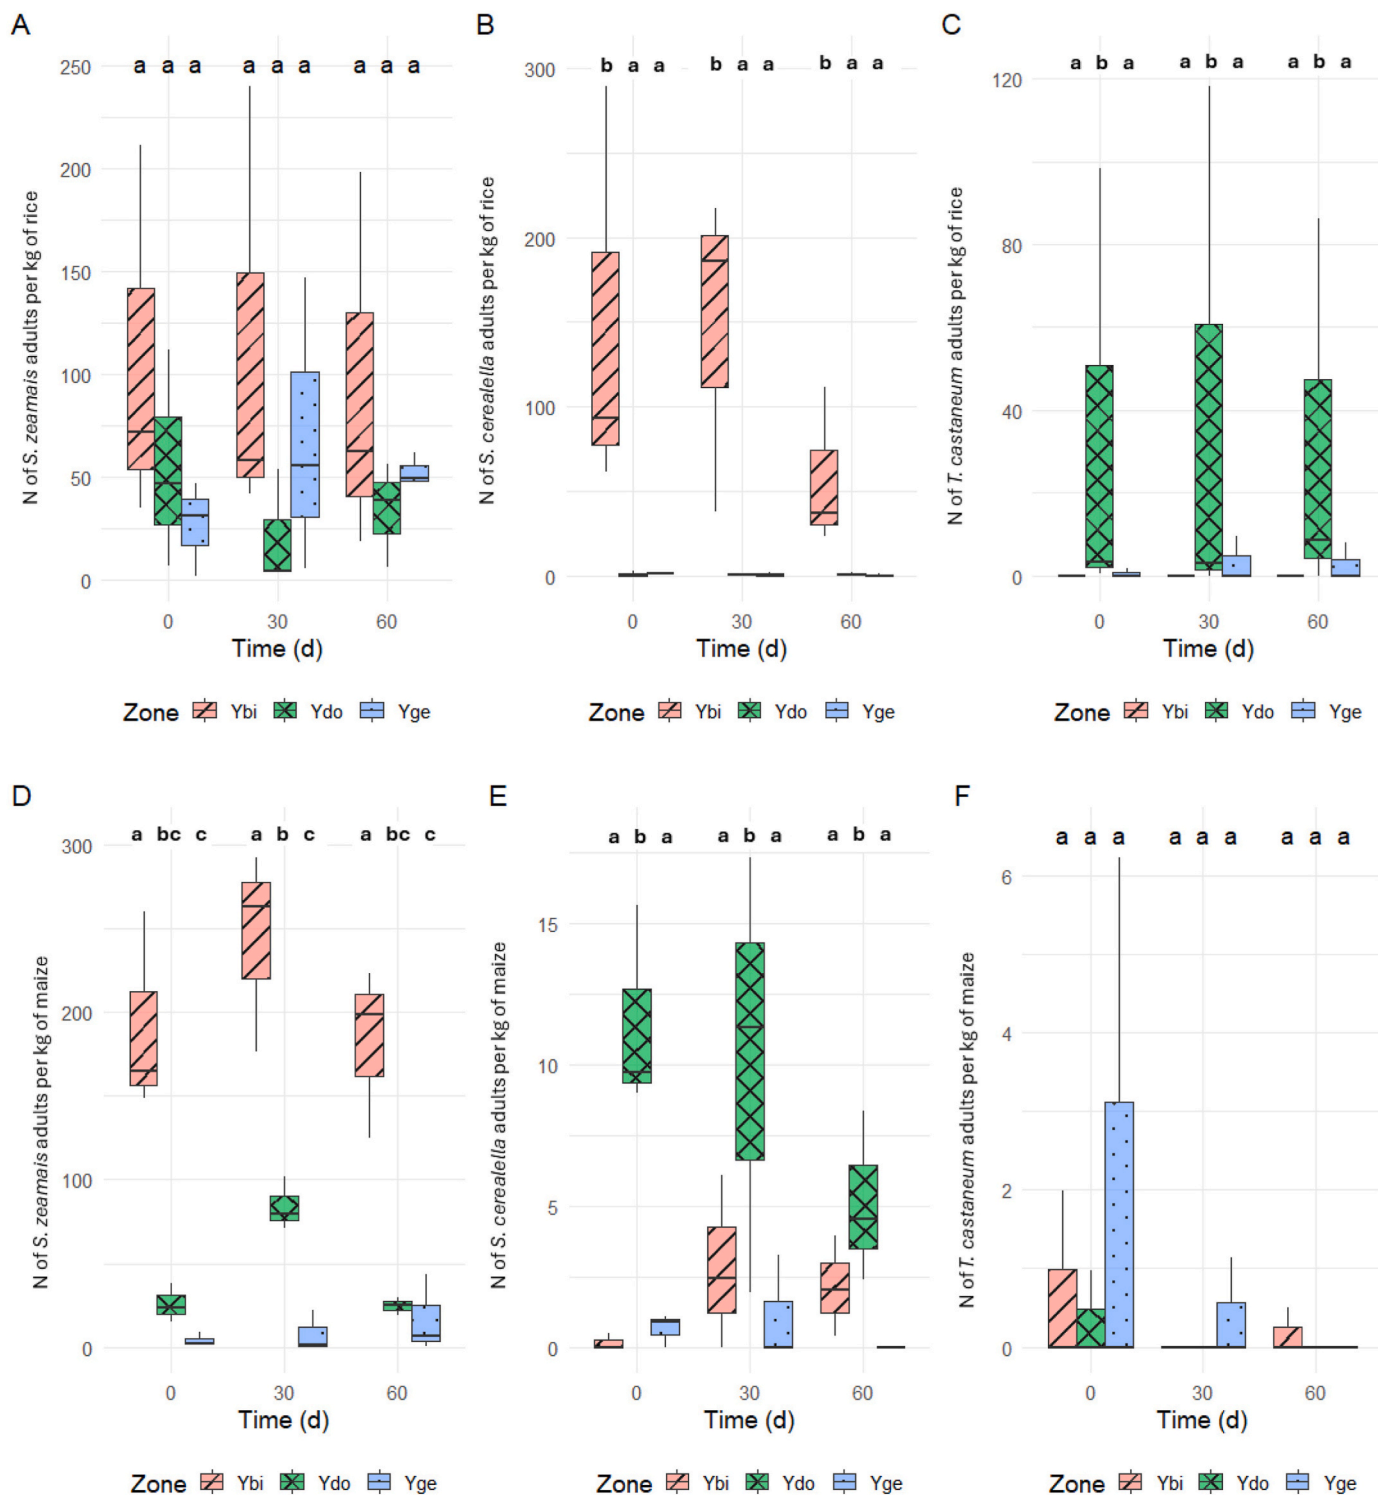 A
a a a a a a a a a
250
200
150
100
50
0
N of S. zeamais adults per kg of rice
0 30 60
Time (d)
Zone Ybi Ydo Yge
B
b a a b a a b a a
300
200
100
0
N of S. cerealella adults per kg of rice
0 30 60
Time (d)
Zone Ybi Ydo Yge
C
a b a a b a a b a
120
80
40
0
N of T. castaneum adults per kg of rice
0 30 60
Time (d)
Zone Ybi Ydo Yge
D
a bc c a b c a bc c
300
200
100
0
N of S. zeamais adults per kg of maize
0 30 60
Time (d)
Zone Ybi Ydo Yge
E
a b a a b a a b a
15
10
5
0
N of S. cerealella adults per kg of maize
0 30 60
Time (d)
Zone Ybi Ydo Yge
F
a a a a a a a a a
6
4
2
0
N of T. castaneum adults per kg of maize
0 30 60
Time (d)
Zone Ybi Ydo Yge